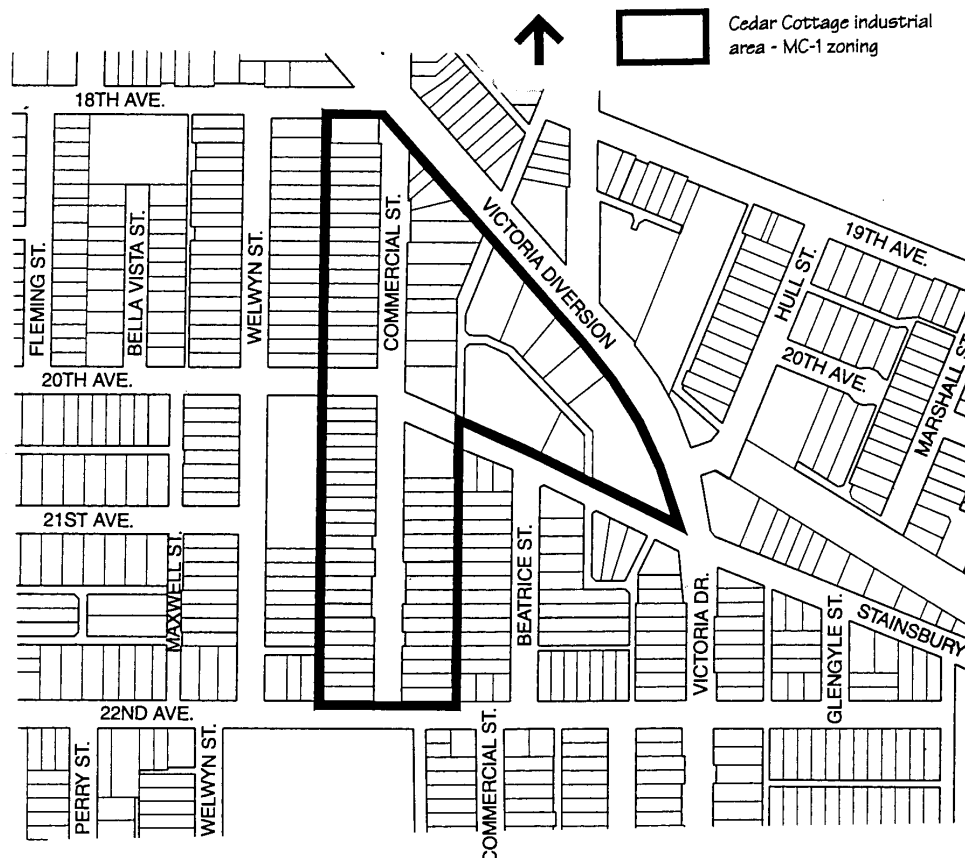 Cedar Cottage industrial
area - MC-1 zoning
18TH AVE.
FLEMING ST.
BELLA VISTA ST.
WELWYN ST.
COMMERCIAL ST.
VICTORIA DIVERSION
HULL ST.
19TH AVE.
20TH AVE.
MARSHALL ST.
20TH AVE.
21ST AVE.
MAXWELL ST.
BEATRICE ST.
VICTORIA DR.
GLENGYLE ST.
STAINSBURY
22ND AVE.
PERRY ST.
WELWYN ST.
COMMERCIAL ST.